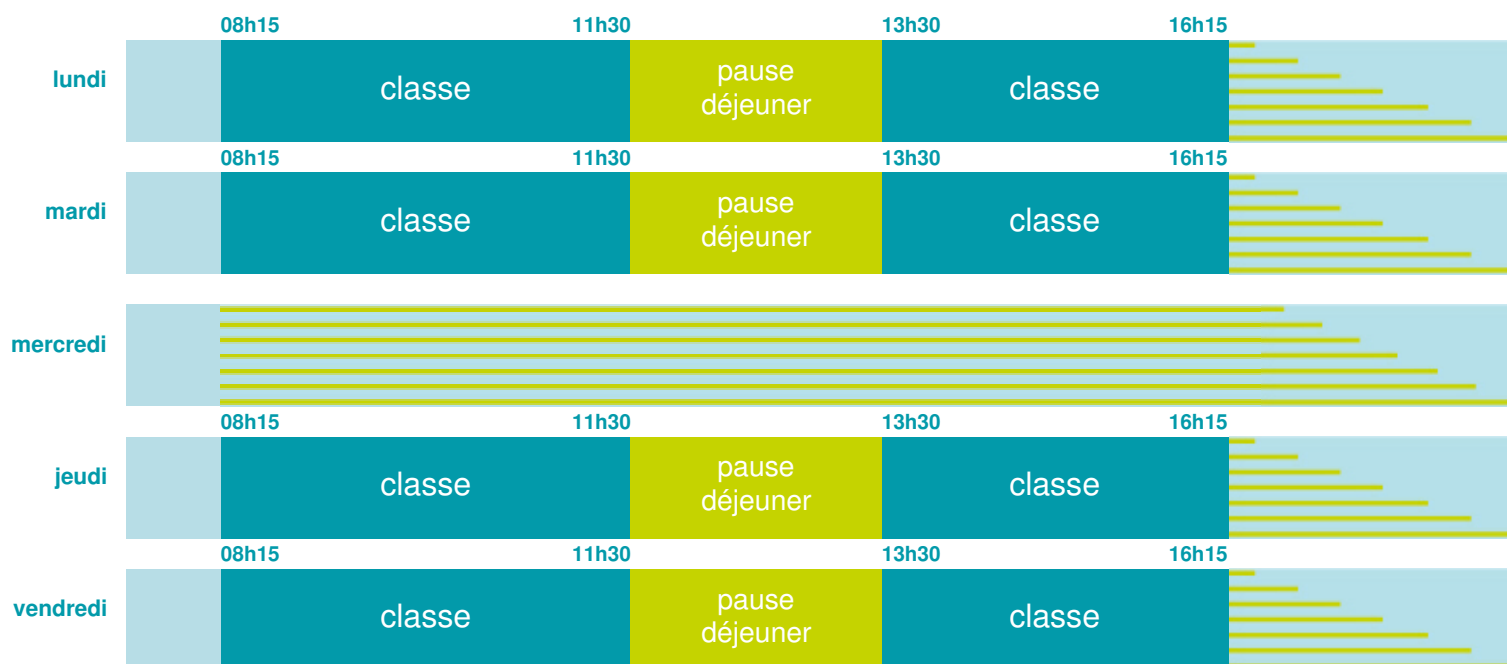 08h15 11h30 13h30 16h15
lundi classe pause déjeuner classe
08h15 11h30 13h30 16h15
mardi classe pause déjeuner classe
mercredi
08h15 11h30 13h30 16h15
jeudi classe pause déjeuner classe
08h15 11h30 13h30 16h15
vendredi classe pause déjeuner classe